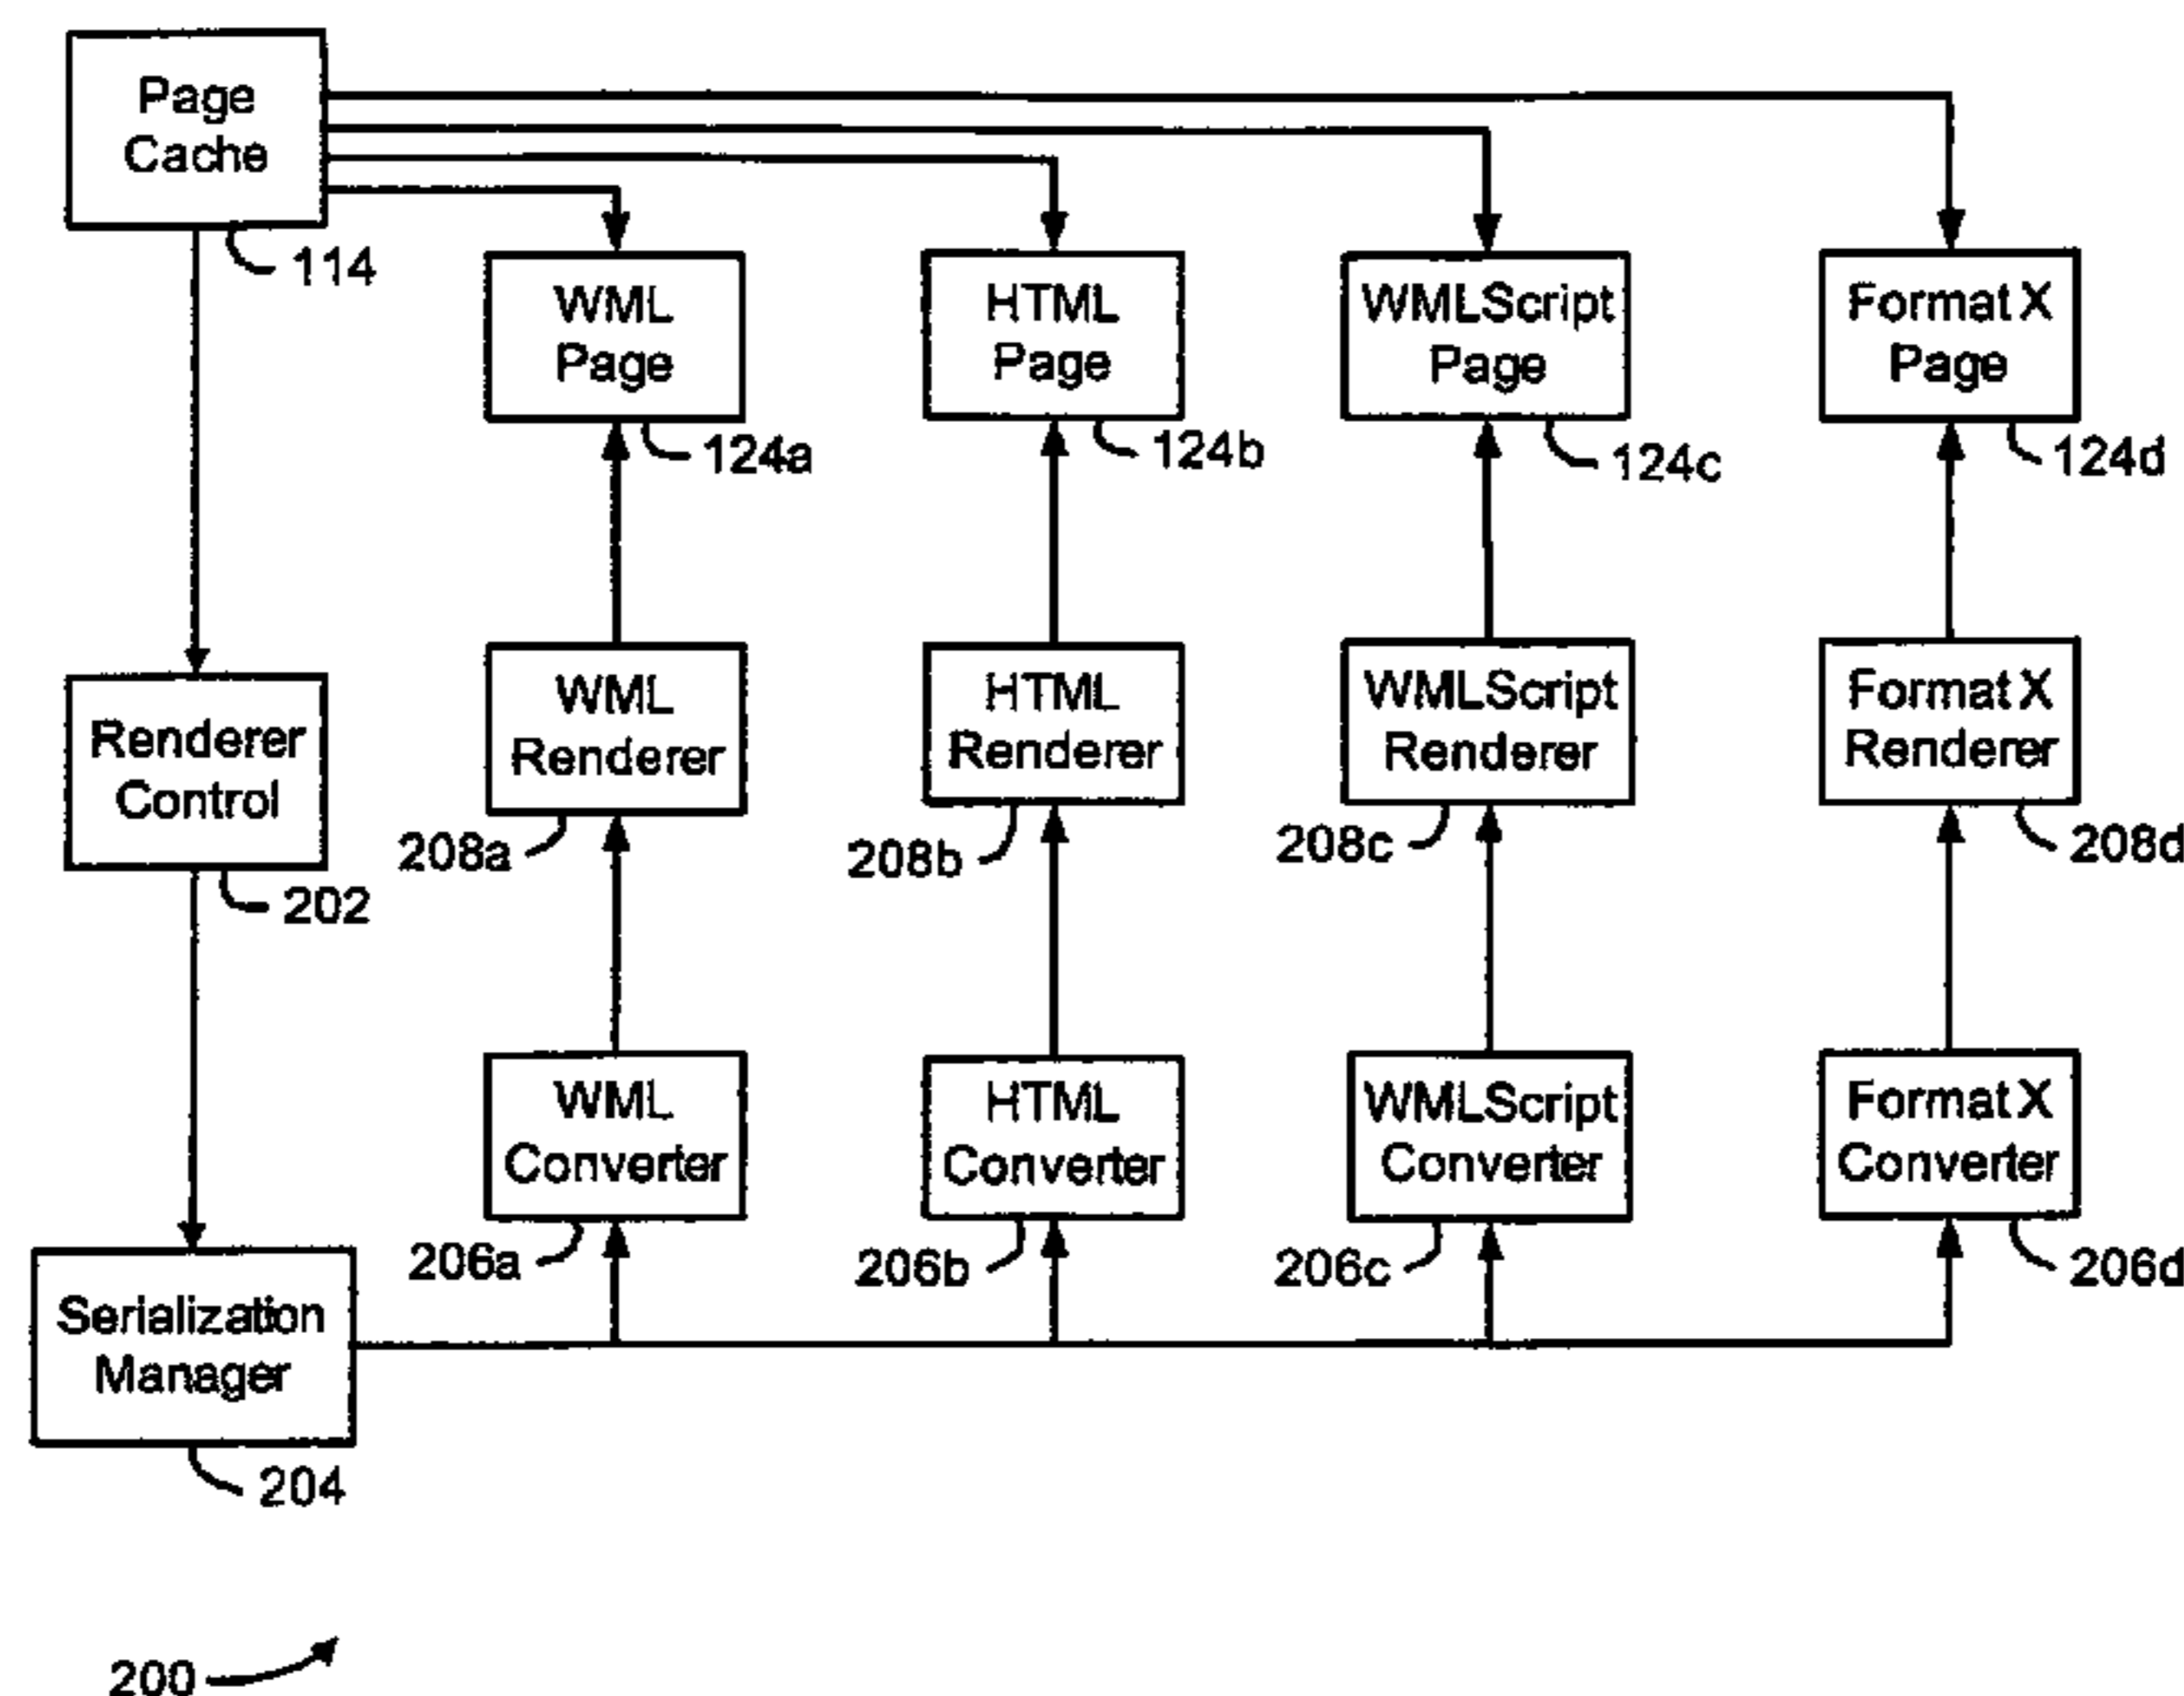 Page
Cache
114
WML
Page
124a
HTML
Page
124b
WMLScript
Page
124c
Format X
Page
124d
Renderer
Control
202
WML
Renderer
208a
HTML
Renderer
208b
WMLScript
Renderer
208c
Format X
Renderer
208d
WML
Converter
206a
HTML
Converter
206b
WMLScript
Converter
206c
Format X
Converter
206d
Serialization
Manager
204
200